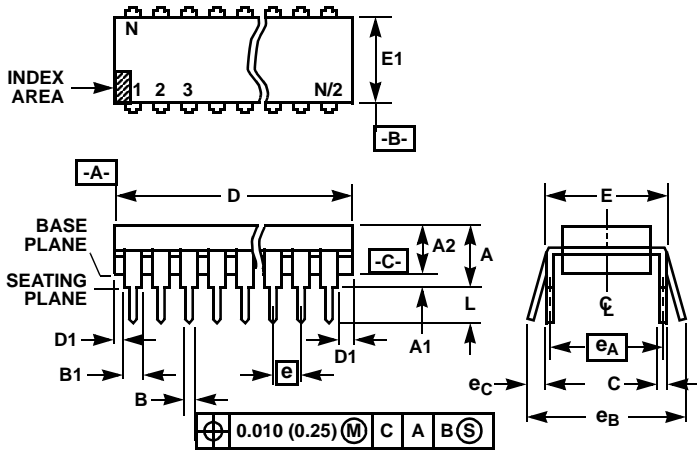 N
INDEX
AREA
1 2 3 N/2
E1
-B-
-A-
D
E
BASE
PLANE
A2
A
-C-
SEATING
PLANE
L
C̵L
D1
A1
D1
eA
B1
e
eC
C
B
eB
0.010 (0.25) Ⓜ C A B Ⓢ